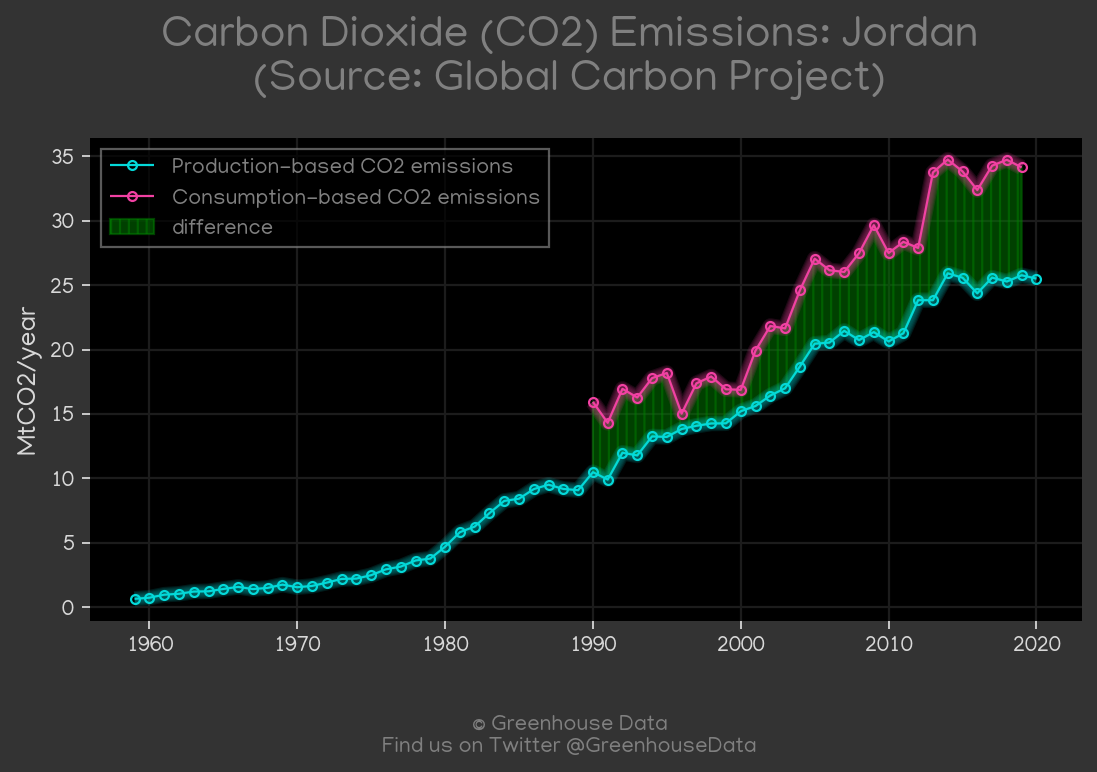 Carbon Dioxide (CO2) Emissions: Jordan
(Source: Global Carbon Project)
35
30
25
20
15
10
5
0
MtCO2/year
Production-based CO2 emissions
Consumption-based CO2 emissions
difference
1960 1970 1980 1990 2000 2010 2020
© Greenhouse Data
Find us on Twitter @GreenhouseData